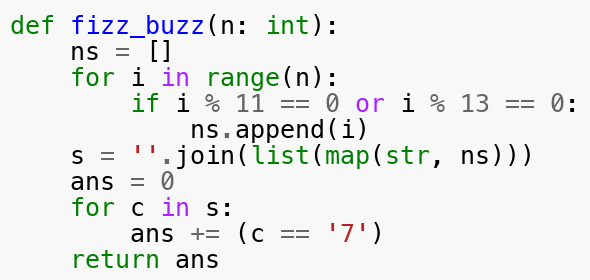 def fizz_buzz(n: int):
    ns = []
    for i in range(n):
        if i % 11 == 0 or i % 13 == 0:
            ns.append(i)
    s = ''.join(list(map(str, ns)))
    ans = 0
    for c in s:
        ans += (c == '7')
    return ans